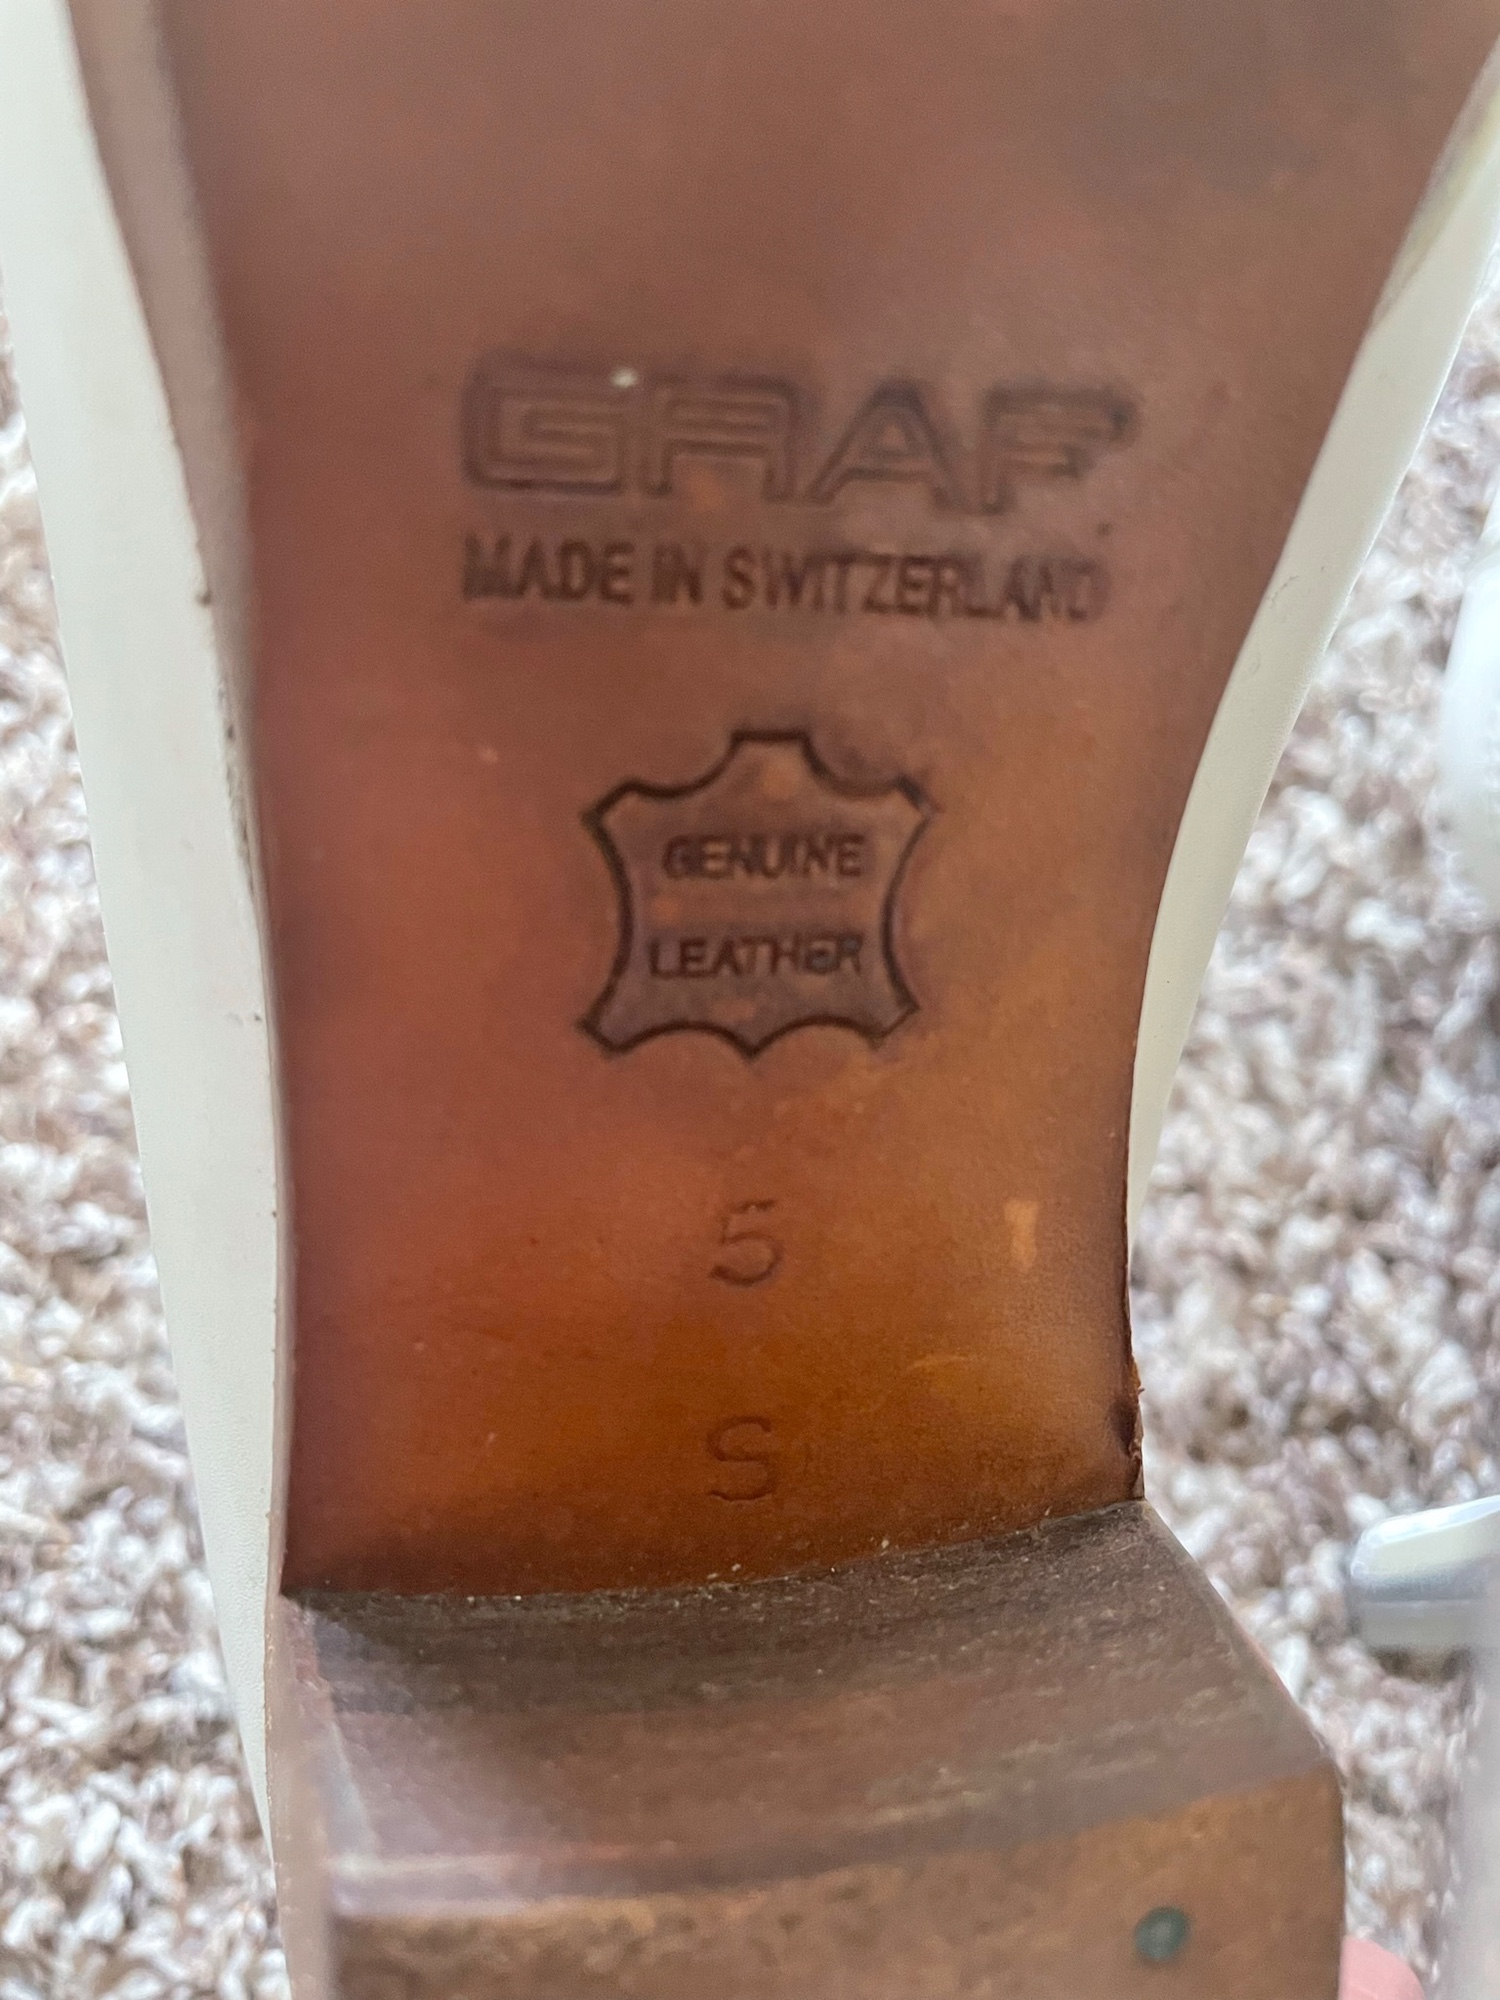 GRAF
MADE IN SWITZERLAND
GENUINE
LEATHER
5
S